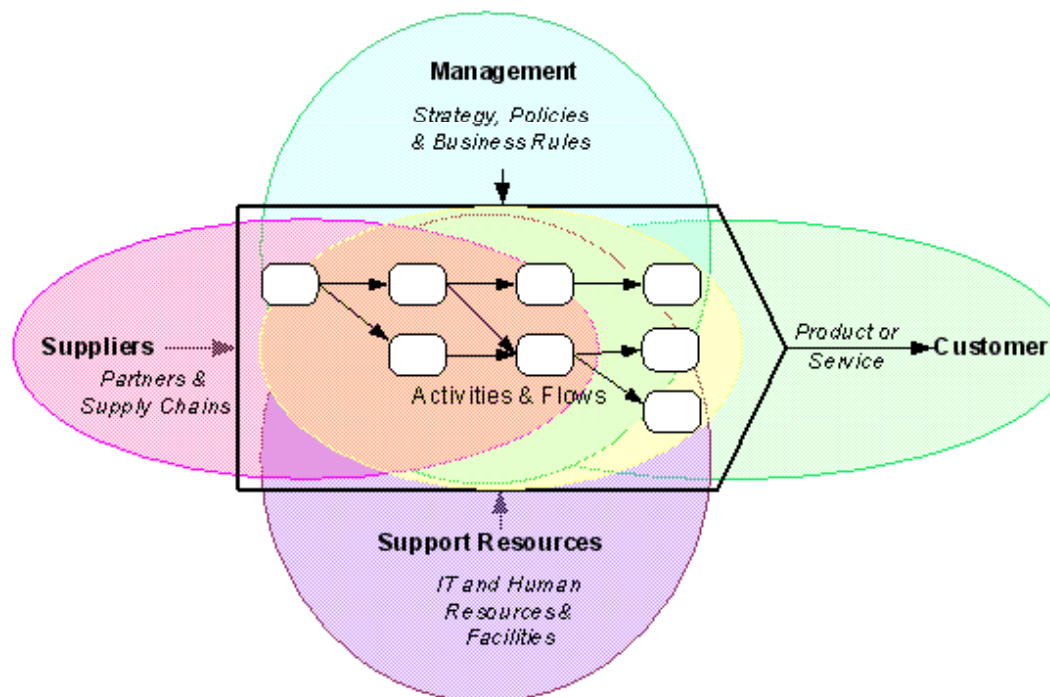 Management
Strategy, Policies
& Business Rules
Suppliers
Partners &
Supply Chains
Activities & Flows
Product or
Service
Customer
Support Resources
IT and Human
Resources &
Facilities